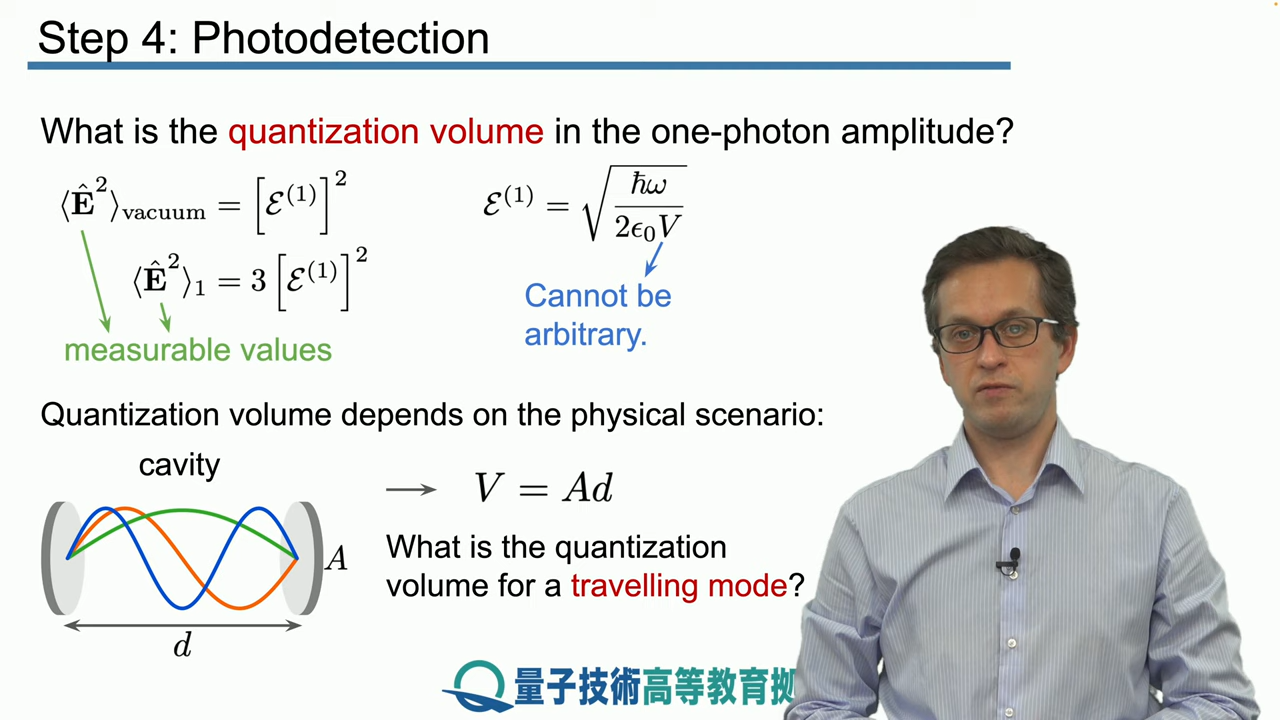 Step 4: Photodetection
What is the quantization volume in the one-photon amplitude?
⟨Ê²⟩vacuum = [ℰ⁽¹⁾]²
ℰ⁽¹⁾ = √(ħω / 2ϵ₀V)
⟨Ê²⟩₁ = 3 [ℰ⁽¹⁾]²
Cannot be
arbitrary.
measurable values
Quantization volume depends on the physical scenario:
cavity
V = Ad
What is the quantization
volume for a travelling mode?
A
d
量子技術高等教育拠